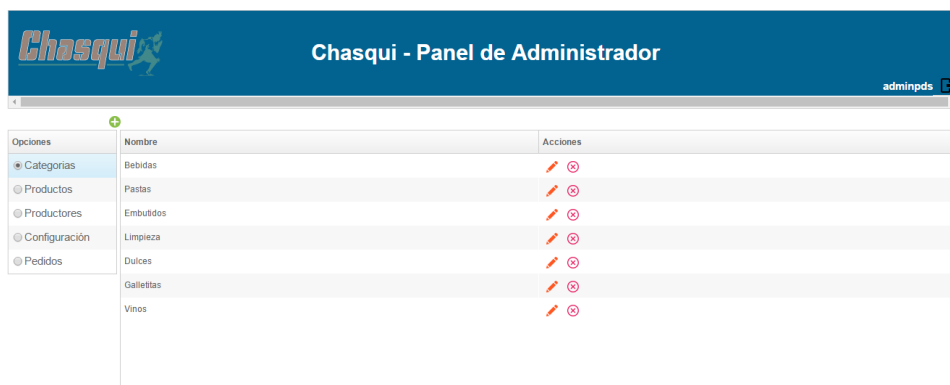 Chasqui
Chasqui - Panel de Administrador
adminpds
Opciones
Nombre
Acciones
Categorias
Bebidas
Productos
Pastas
Productores
Embutidos
Configuración
Limpieza
Pedidos
Dulces
Galletitas
Vinos